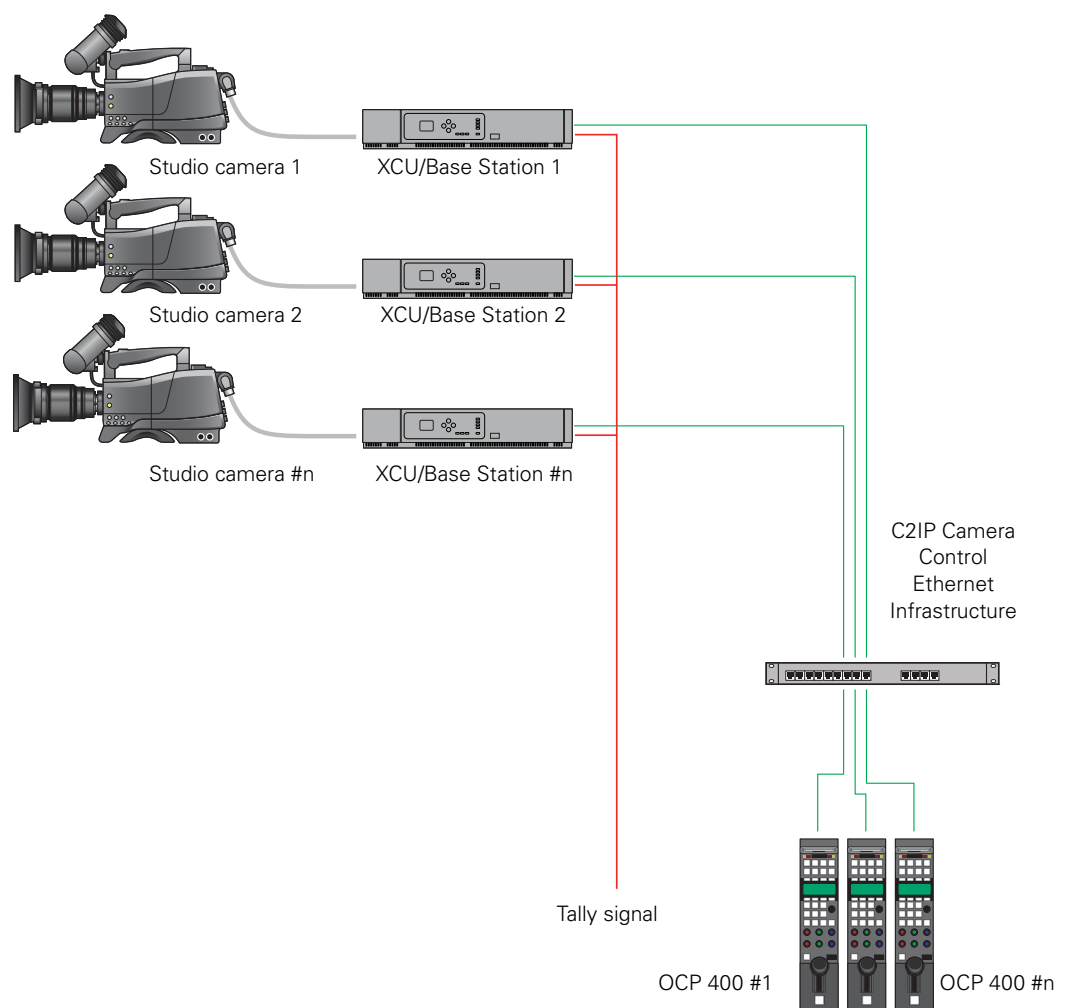 Studio camera 1
XCU/Base Station 1
Studio camera 2
XCU/Base Station 2
Studio camera #n
XCU/Base Station #n
C2IP Camera
Control
Ethernet
Infrastructure
Tally signal
OCP 400 #1
OCP 400 #n